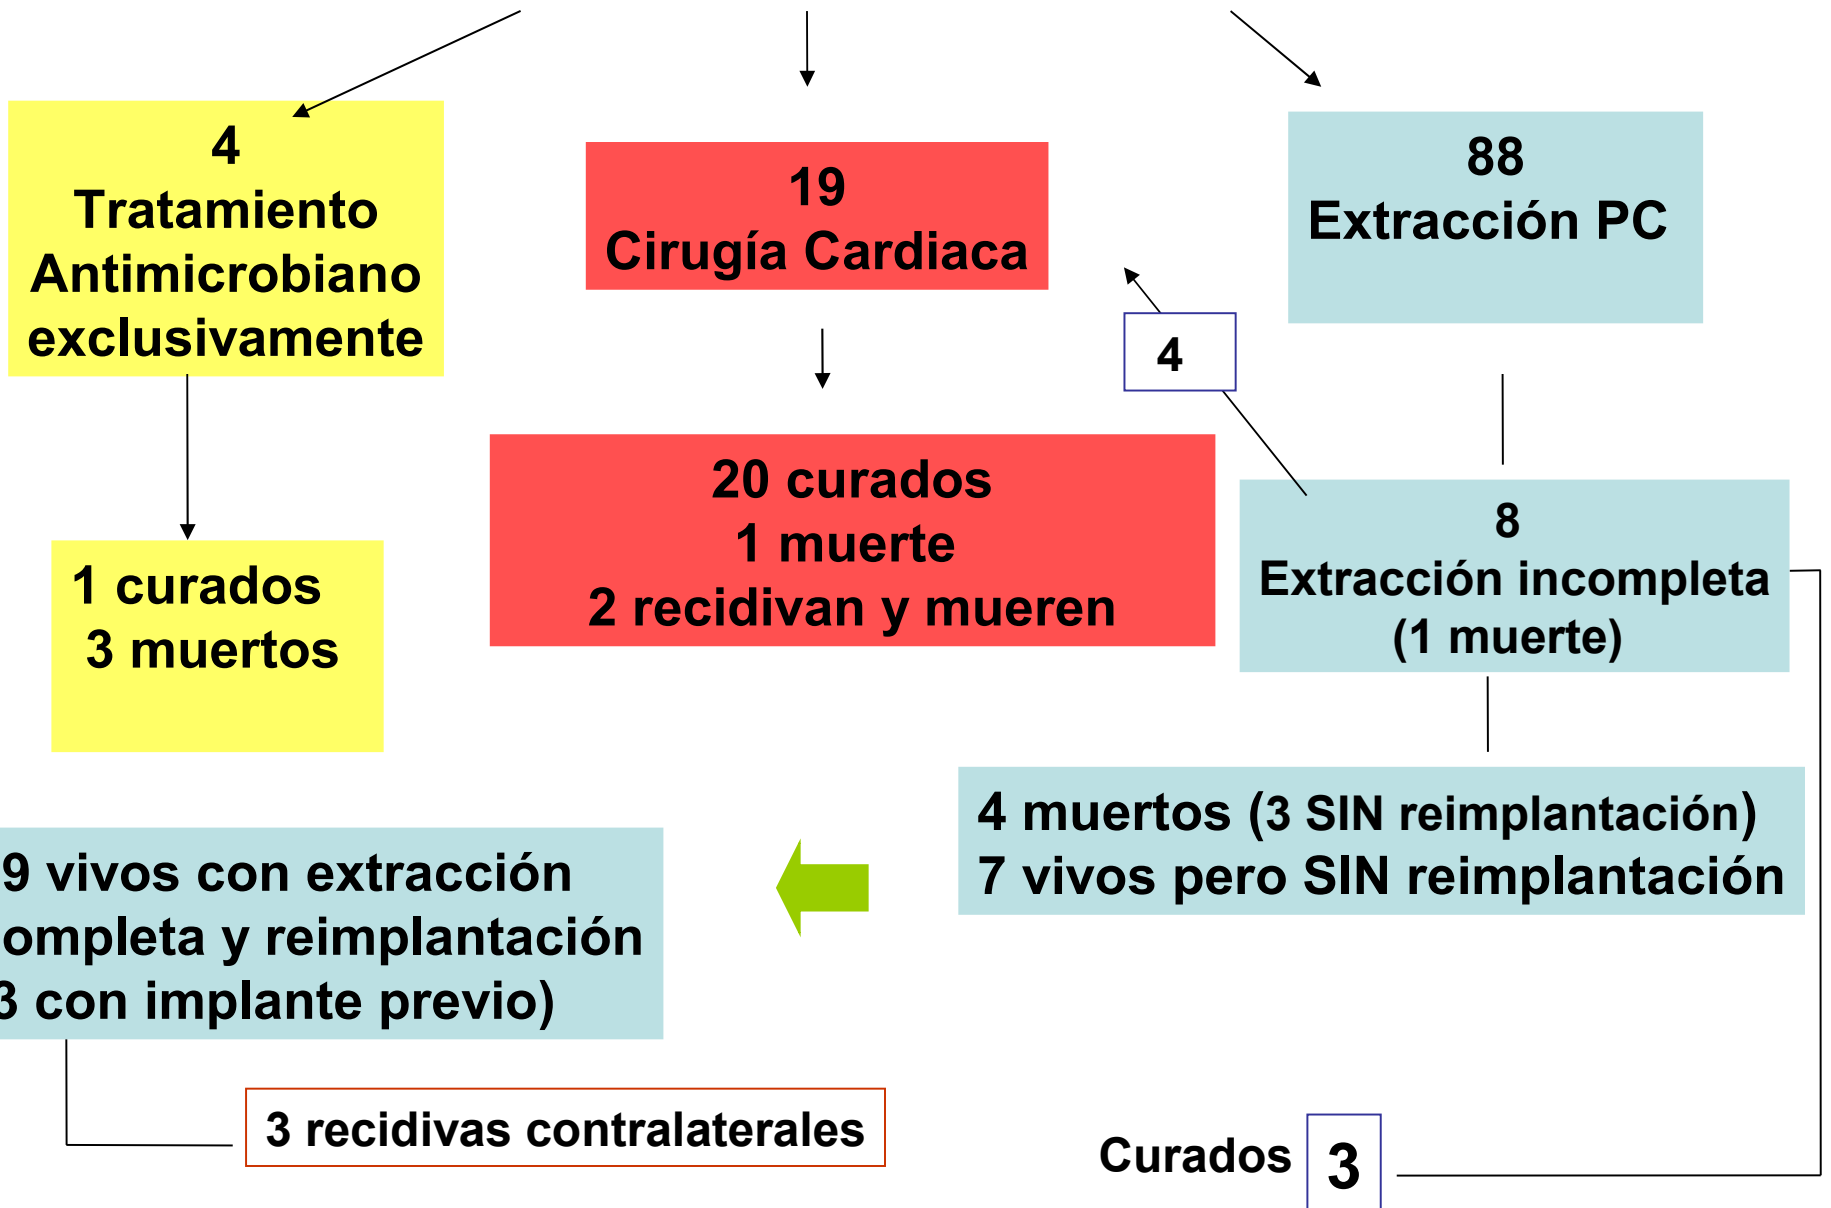 4
Tratamiento
Antimicrobiano
exclusivamente
19
Cirugía Cardiaca
88
Extracción PC
4
20 curados
1 muerte
2 recidivan y mueren
8
Extracción incompleta
(1 muerte)
1 curados
3 muertos
4 muertos (3 SIN reimplantación)
7 vivos pero SIN reimplantación
9 vivos con extracción
ompleta y reimplantación
3 con implante previo)
3 recidivas contralaterales
Curados 3